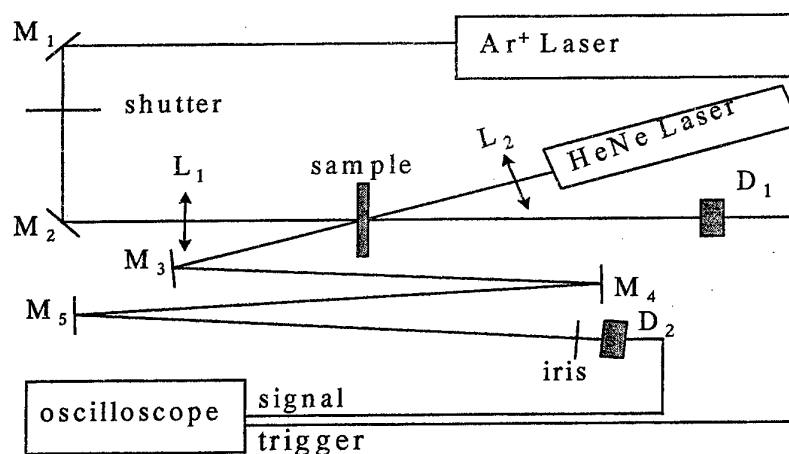 M1
Ar+ Laser
shutter
HeNe Laser
L2
sample
L1
D1
M2
M3
M4
M5
D2
iris
oscilloscope
signal
trigger